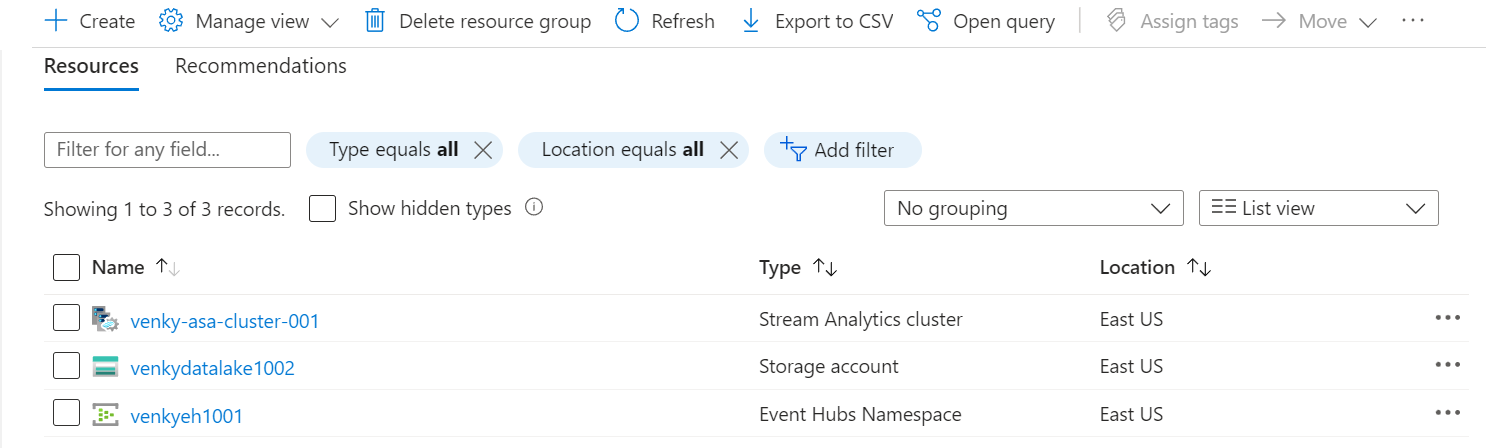 Create Manage view Delete resource group Refresh Export to CSV Open query Assign tags Move
Resources Recommendations
Filter for any field... Type equals all Location equals all Add filter
Showing 1 to 3 of 3 records. Show hidden types No grouping List view
Name Type Location
venky-asa-cluster-001 Stream Analytics cluster East US
venkydatalake1002 Storage account East US
venkyeh1001 Event Hubs Namespace East US